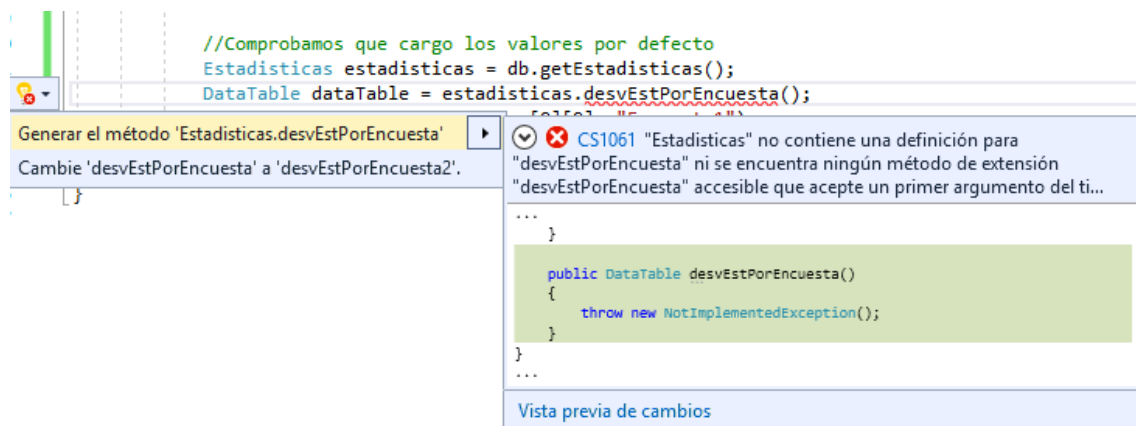 //Comprobamos que cargo los valores por defecto
Estadisticas estadisticas = db.getEstadisticas();
DataTable dataTable = estadisticas.desvEstPorEncuesta();
Generar el método 'Estadisticas.desvEstPorEncuesta'
Cambie 'desvEstPorEncuesta' a 'desvEstPorEncuesta2'.
}
CS1061 "Estadisticas" no contiene una definición para
"desvEstPorEncuesta" ni se encuentra ningún método de extensión
"desvEstPorEncuesta" accesible que acepte un primer argumento del ti...
...
}
public DataTable desvEstPorEncuesta()
{
throw new NotImplementedException();
}
}
...
Vista previa de cambios